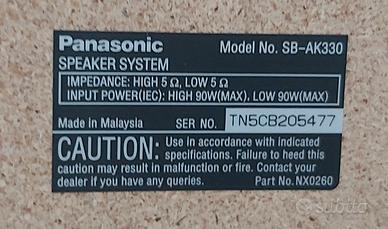 Panasonic Model No. SB-AK330
SPEAKER SYSTEM
IMPEDANCE: HIGH 5 Ω, LOW 5 Ω
INPUT POWER(IEC): HIGH 90W(MAX), LOW 90W(MAX)
Made in Malaysia SER NO. TN5CB205477
CAUTION: Use in accordance with indicated
specifications. Failure to heed this
caution may result in malfunction or fire. Contact your
dealer if you have any queries. Part No. NX0260
subito